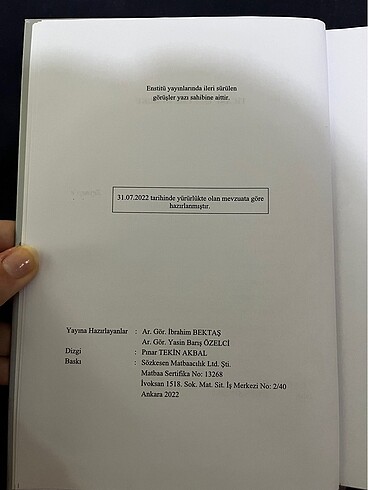 Enstitü yayınlarında ileri sürülen
görüşler yazı sahibine aittir.
31.07.2022 tarihinde yürürlükte olan mevzuata göre
hazırlanmıştır.
Yayına Hazırlayanlar : Ar. Gör. İbrahim BEKTAŞ
Ar. Gör. Yasin Barış ÖZELCİ
Dizgi : Pınar TEKİN AKBAL
Baskı : Sözkesen Matbaacılık Ltd. Şti.
Matbaa Sertifika No: 13268
İvoksan 1518. Sok. Mat. Sit. İş Merkezi No: 2/40
Ankara 2022